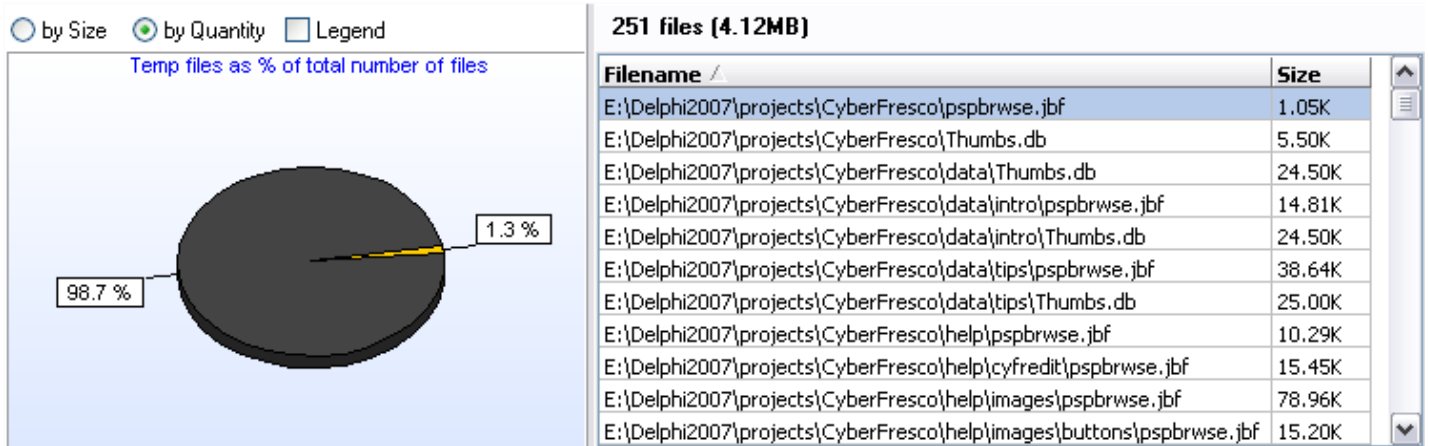 by Size by Quantity Legend
Temp files as % of total number of files
1.3 %
98.7 %
251 files (4.12MB)
Filename Size
E:\Delphi2007\projects\CyberFresco\pspbrwse.jbf 1.05K
E:\Delphi2007\projects\CyberFresco\Thumbs.db 5.50K
E:\Delphi2007\projects\CyberFresco\data\Thumbs.db 24.50K
E:\Delphi2007\projects\CyberFresco\data\intro\pspbrwse.jbf 14.81K
E:\Delphi2007\projects\CyberFresco\data\intro\Thumbs.db 24.50K
E:\Delphi2007\projects\CyberFresco\data\tips\pspbrwse.jbf 38.64K
E:\Delphi2007\projects\CyberFresco\data\tips\Thumbs.db 25.00K
E:\Delphi2007\projects\CyberFresco\help\pspbrwse.jbf 10.29K
E:\Delphi2007\projects\CyberFresco\help\cyfredit\pspbrwse.jbf 15.45K
E:\Delphi2007\projects\CyberFresco\help\images\pspbrwse.jbf 78.96K
E:\Delphi2007\projects\CyberFresco\help\images\buttons\pspbrwse.jbf 15.20K